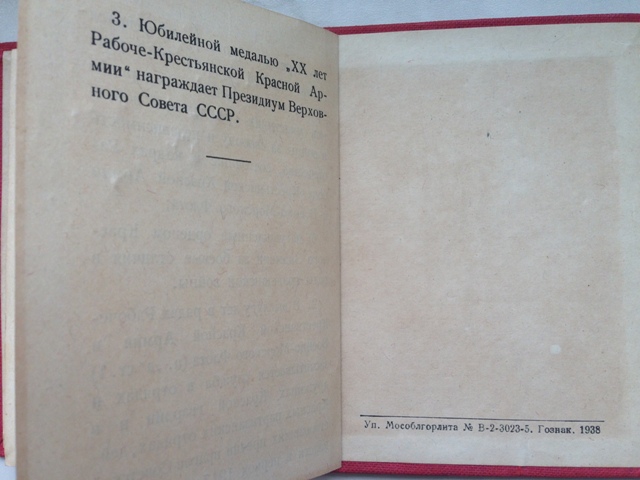 3. Юбилейной медалью „XX лет
Рабоче-Крестьянской Красной Ар-
мии“ награждает Президиум Верхов-
ного Совета СССР.
Уп. Мособлгорлита № В-2-3023-5. Гознак. 1938